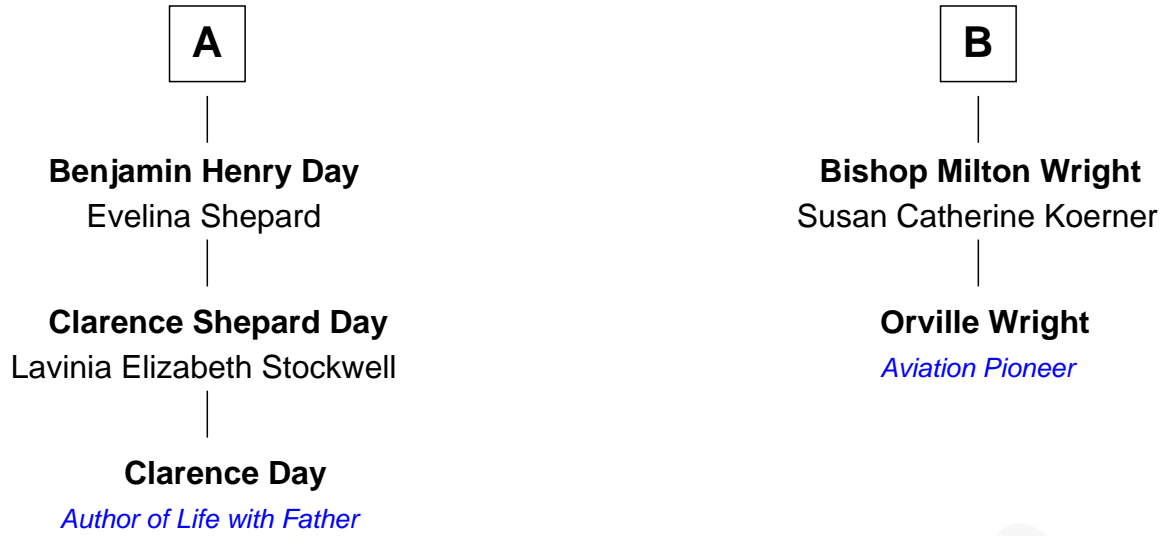 A
Benjamin Henry Day
Evelina Shepard
Clarence Shepard Day
Lavinia Elizabeth Stockwell
Clarence Day
Author of Life with Father
B
Bishop Milton Wright
Susan Catherine Koerner
Orville Wright
Aviation Pioneer